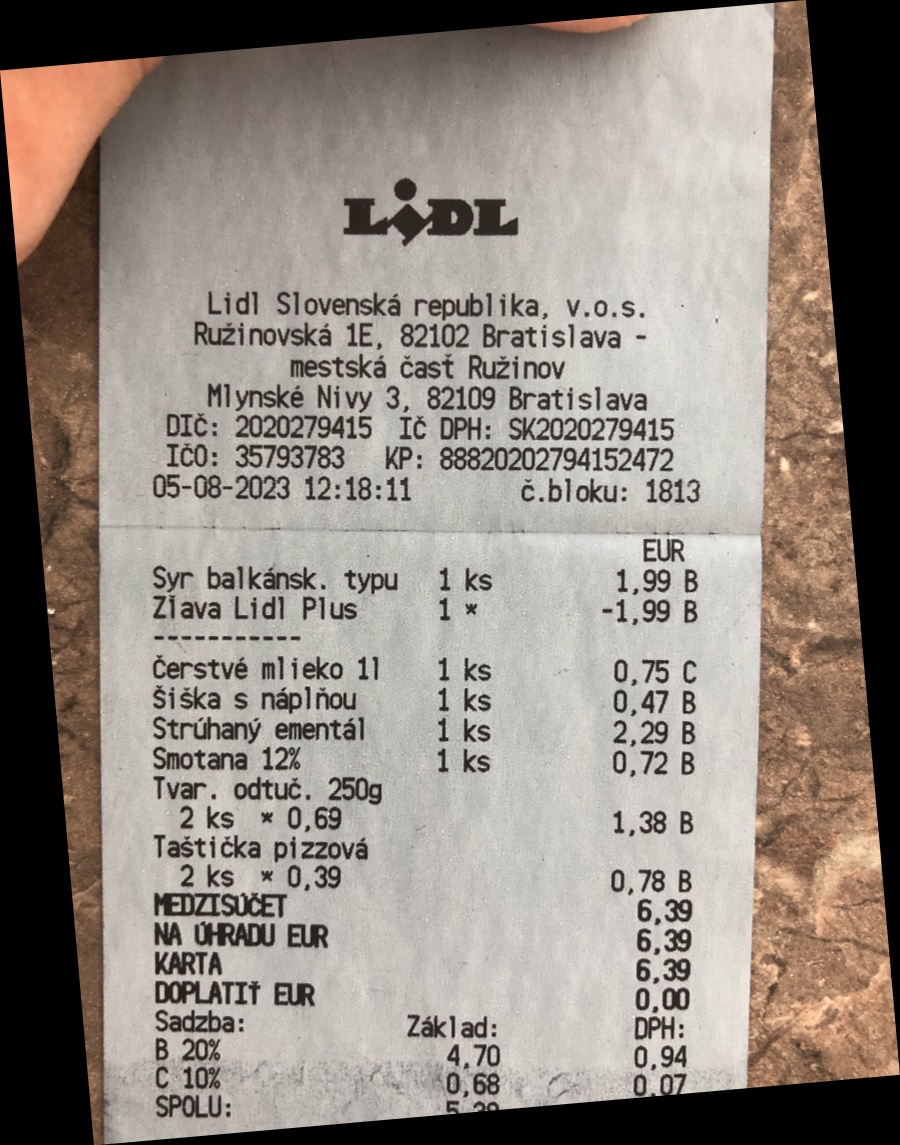 LIDL
Lidl Slovenská republika, v.o.s.
Ružinovská 1E, 82102 Bratislava -
mestská časť Ružinov
Mlynské Nivy 3, 82109 Bratislava
DIČ: 2020279415 IČ DPH: SK2020279415
IČO: 35793783 KP: 88820202794152472
05-08-2023 12:18:11 č.bloku: 1813
EUR
Syr balkánsk. typu 1 ks 1,99 B
Zľava Lidl Plus 1 * -1,99 B
-----------
Čerstvé mlieko 1l 1 ks 0,75 C
Šiška s náplňou 1 ks 0,47 B
Strúhaný ementál 1 ks 2,29 B
Smotana 12% 1 ks 0,72 B
Tvar. odtuč. 250g
2 ks * 0,69 1,38 B
Taštička pizzová
2 ks * 0,39 0,78 B
MEDZISÚČET 6,39
NA ÚHRADU EUR 6,39
KARTA 6,39
DOPLATIŤ EUR 0,00
Sadzba: Základ: DPH:
B 20% 4,70 0,94
C 10% 0,68 0,07
SPOLU: